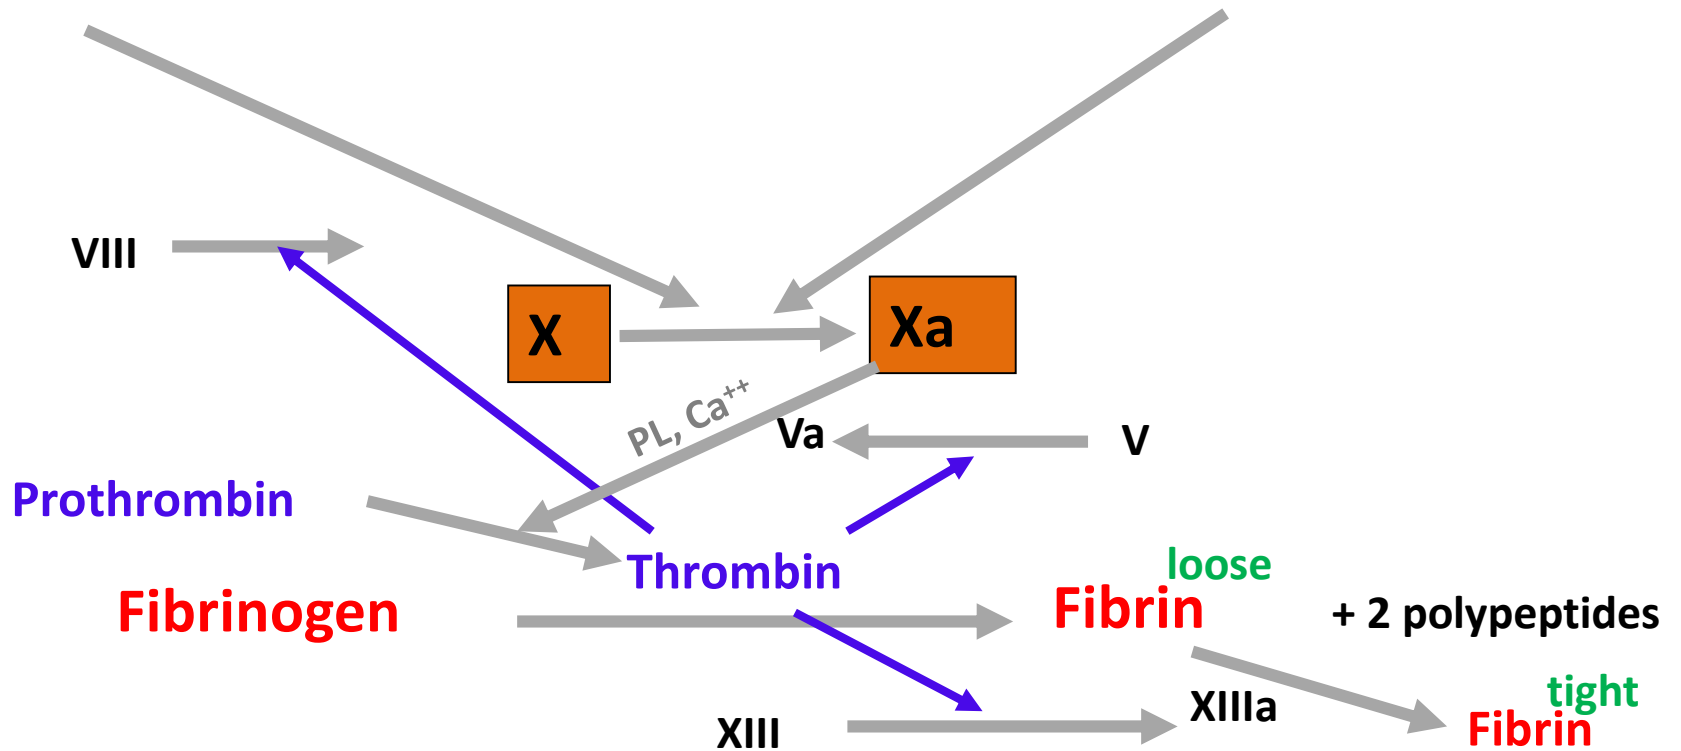 VIII
X
Xa
PL, Ca⁺⁺
Va
V
Prothrombin
Thrombin
loose
Fibrinogen
Fibrin
+ 2 polypeptides
tight
XIII
XIIIa
Fibrin